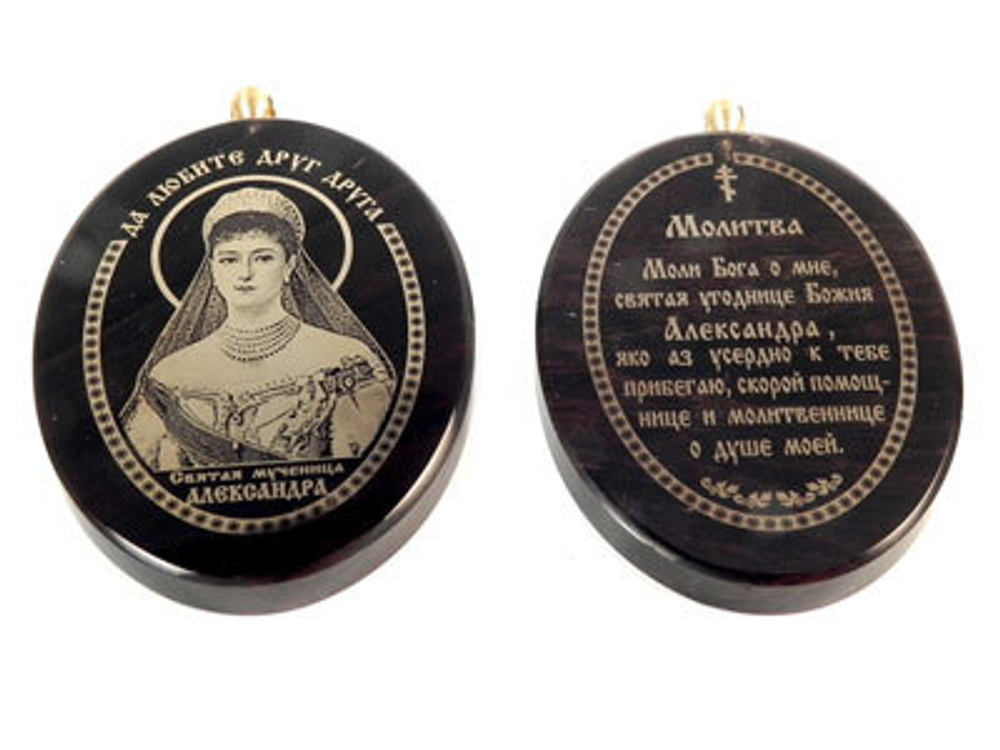 ДА ЛЮБИТЕ ДРУГ ДРУГА
СВЯТАЯ МУЧЕНИЦА
АЛЕКСАНДРА
МОЛИТВА
Моли Бога о мне,
святая угоднице Божия
Александра,
яко аз усердно к тебе
прибегаю, скорой помощ-
нице и молитвеннице
о душе моей.